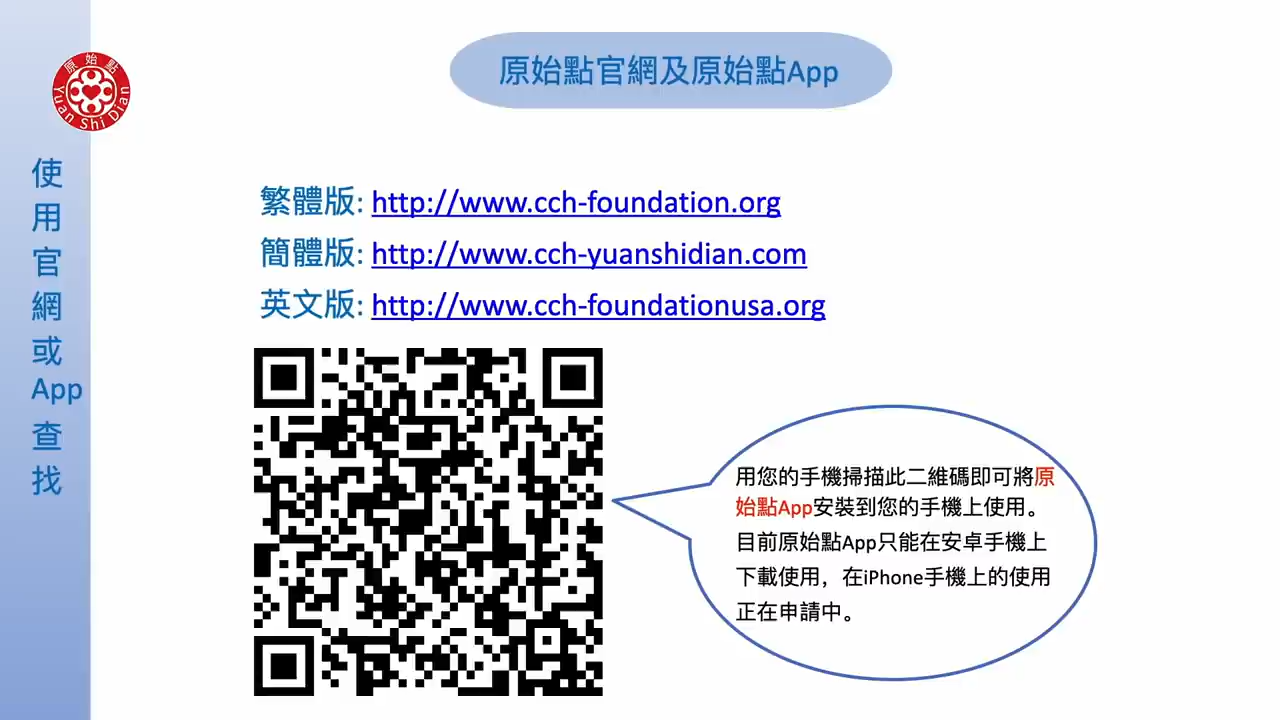 原始點
Yuan Shi Dian
使用官網或App查找
原始點官網及原始點App
繁體版: http://www.cch-foundation.org
簡體版: http://www.cch-yuanshidian.com
英文版: http://www.cch-foundationusa.org
用您的手機掃描此二維碼即可將原
始點App安裝到您的手機上使用。
目前原始點App只能在安卓手機上
下載使用，在iPhone手機上的使用
正在申請中。